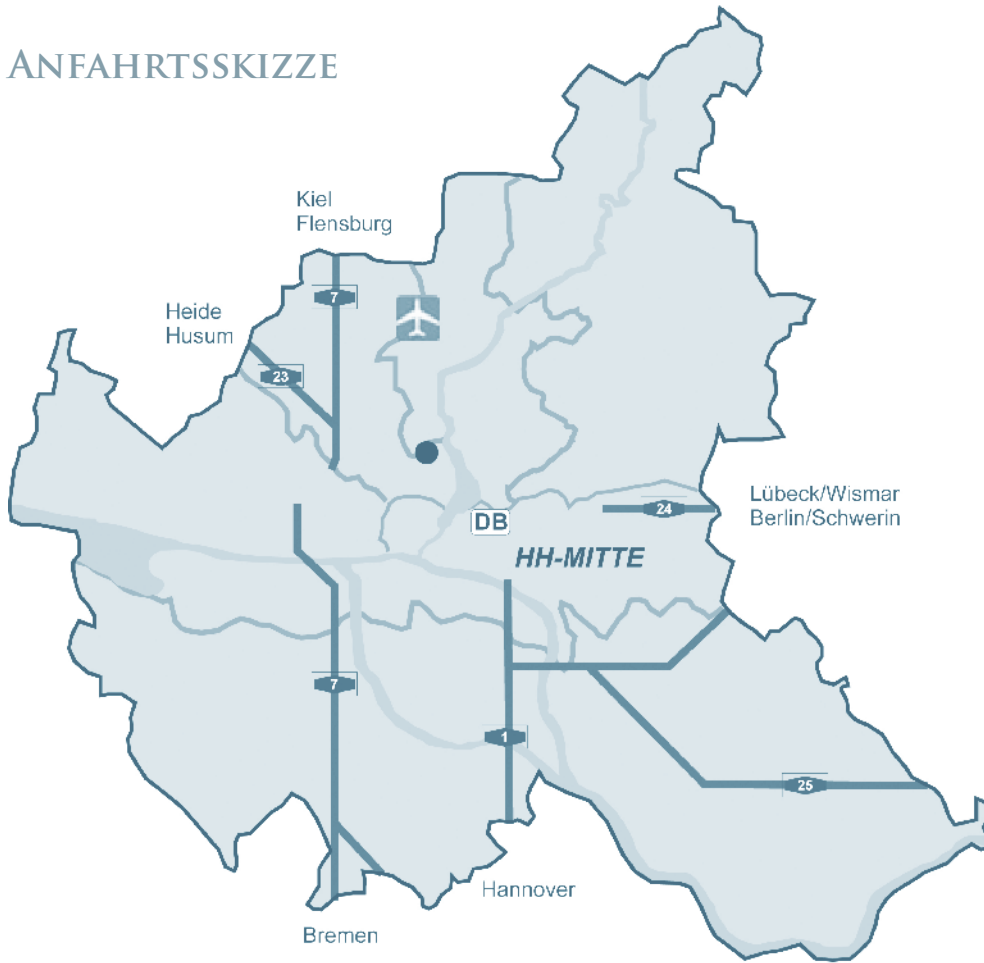 ANFAHRTSSKIZZE
Kiel
Flensburg
7
Heide
Husum
23
Lübeck/Wismar
Berlin/Schwerin
24
DB
HH-MITTE
7
1
25
Hannover
Bremen